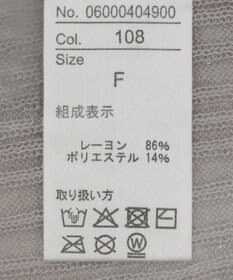 No. 06000404900
Col. 108
Size
F
組成表示
レーヨン 86%
ポリエステル 14%
取り扱い方
W